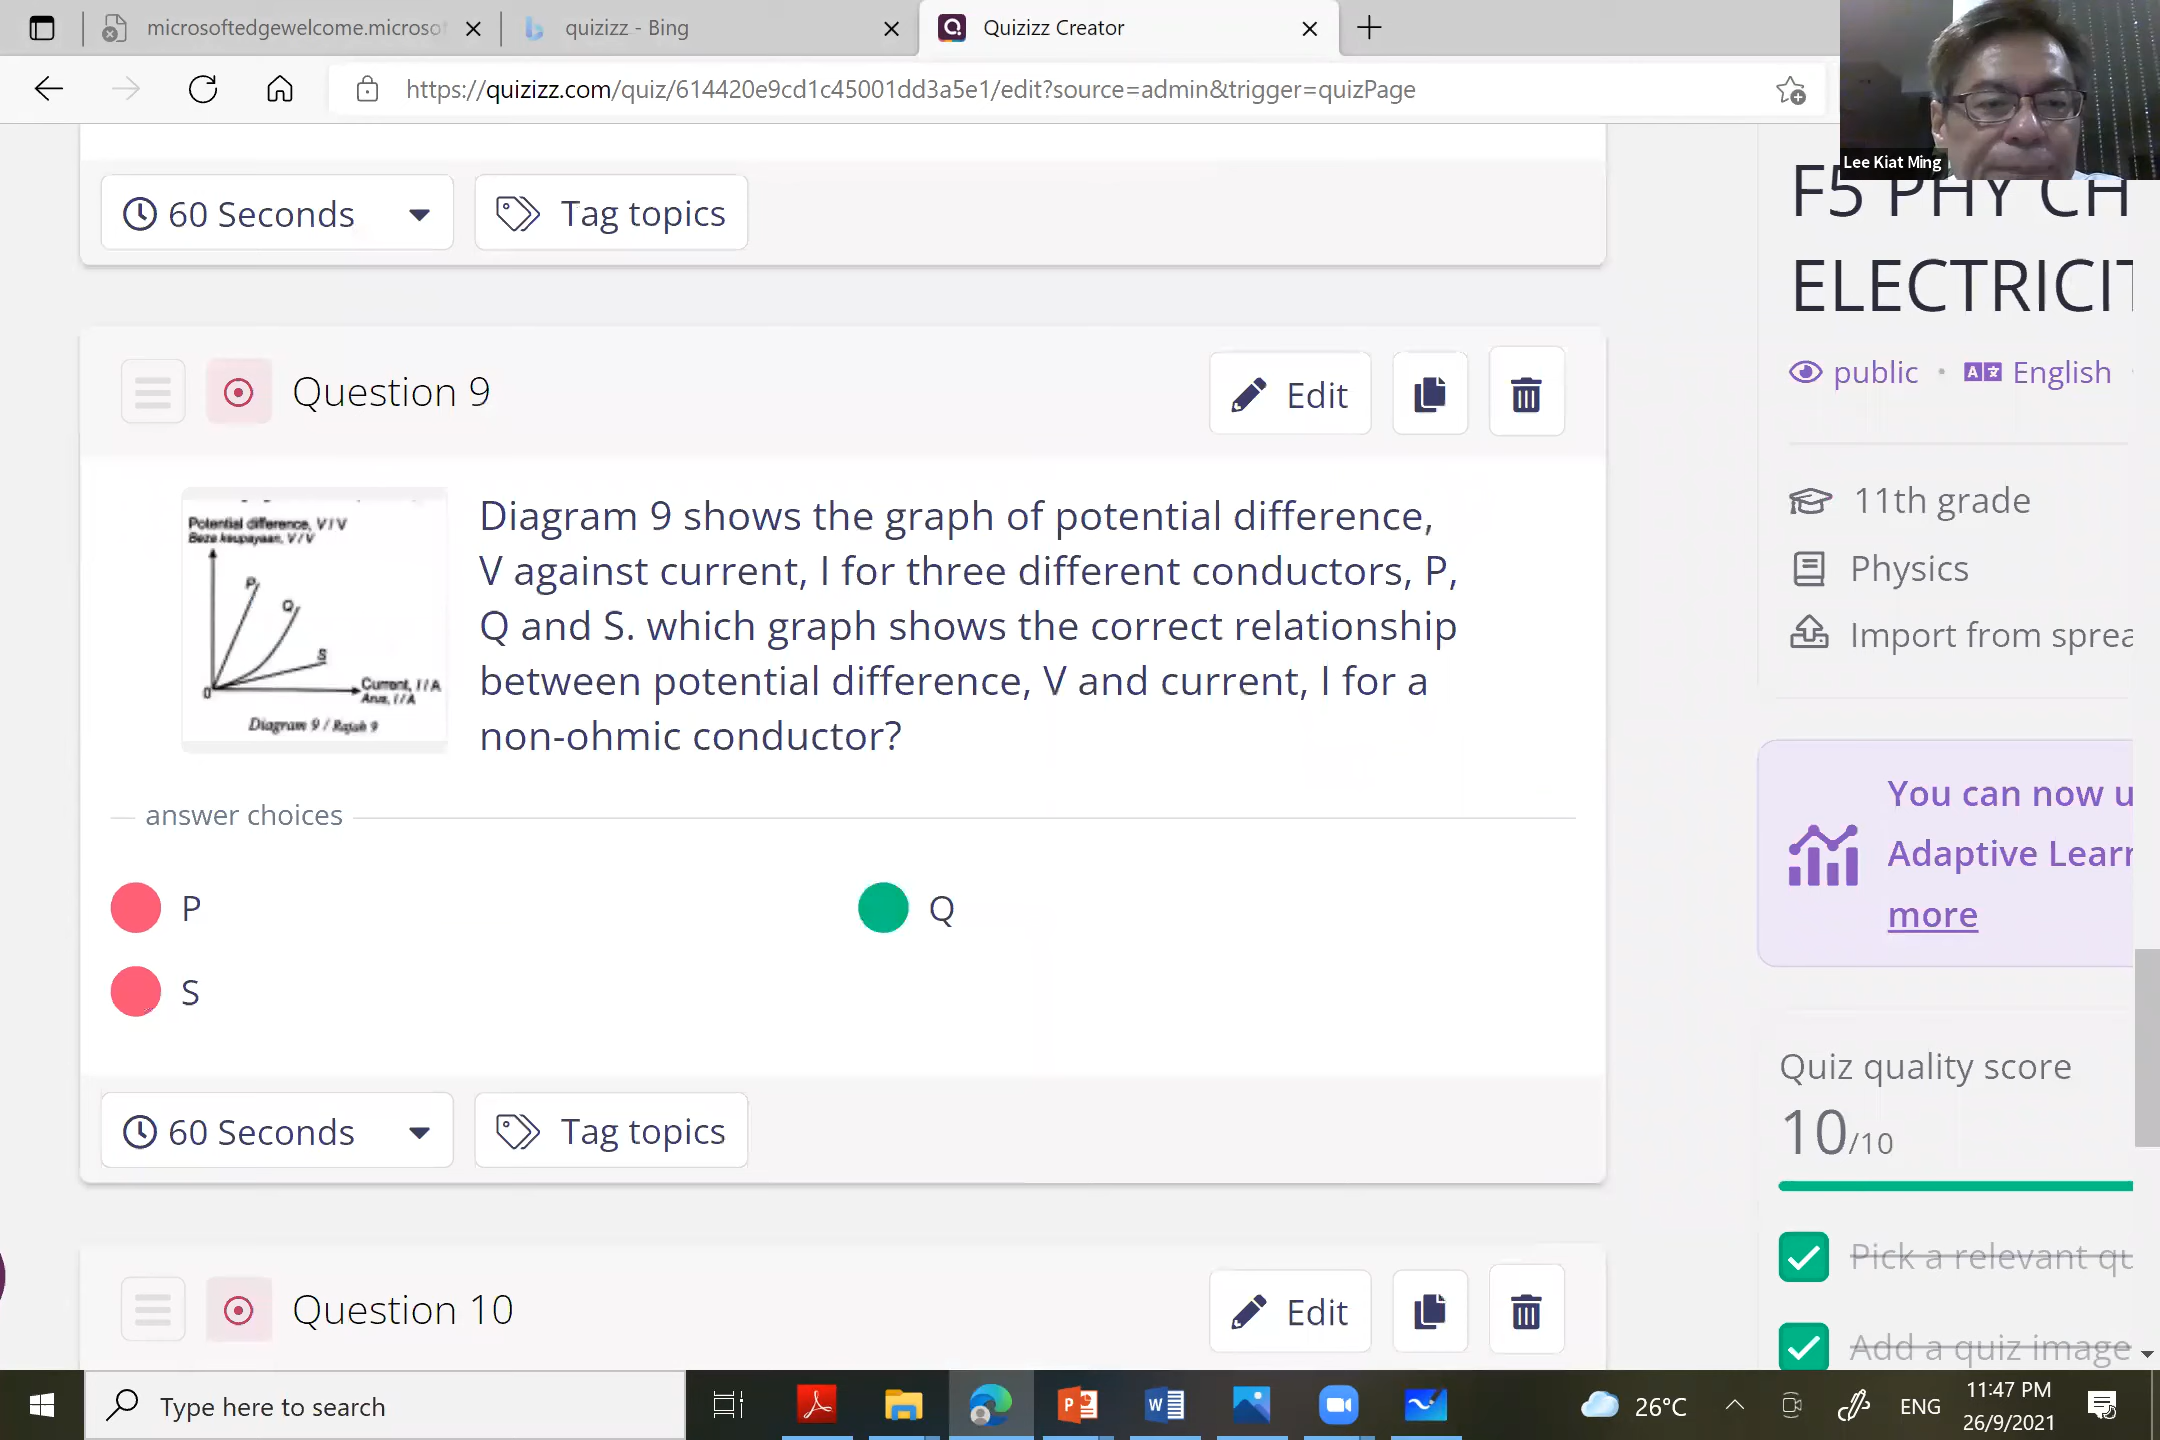 microsoftedgewelcome.microsof
quizizz - Bing
Quizizz Creator
https://quizizz.com/quiz/614420e9cd1c45001dd3a5e1/edit?source=admin&trigger=quizPage
Lee Kiat Ming
60 Seconds
Tag topics
F5 PHY CH
ELECTRICIT
public • English
11th grade
Physics
Import from sprea
Question 9
Edit
Potential difference, V / V
Beza keupayaan, V / V
P
Q
S
0
Current, I / A
Arus, I / A
Diagram 9 / Rajah 9
Diagram 9 shows the graph of potential difference,
V against current, I for three different conductors, P,
Q and S. which graph shows the correct relationship
between potential difference, V and current, I for a
non-ohmic conductor?
answer choices
P
Q
S
60 Seconds
Tag topics
You can now u
Adaptive Learn
more
Quiz quality score
10/10
Pick a relevant qu
Add a quiz image
Question 10
Edit
Type here to search
26°C
ENG
11:47 PM
26/9/2021